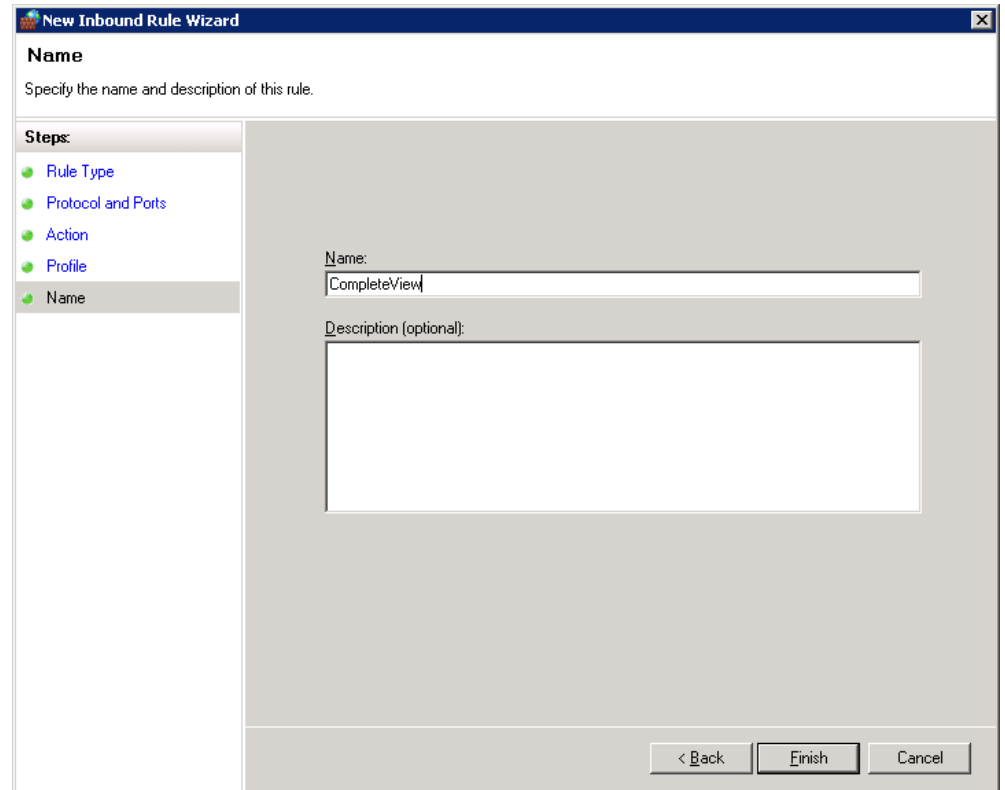 New Inbound Rule Wizard
Name
Specify the name and description of this rule.
Steps:
Rule Type
Protocol and Ports
Action
Profile
Name
Name:
CompleteView
Description (optional):
< Back
Finish
Cancel